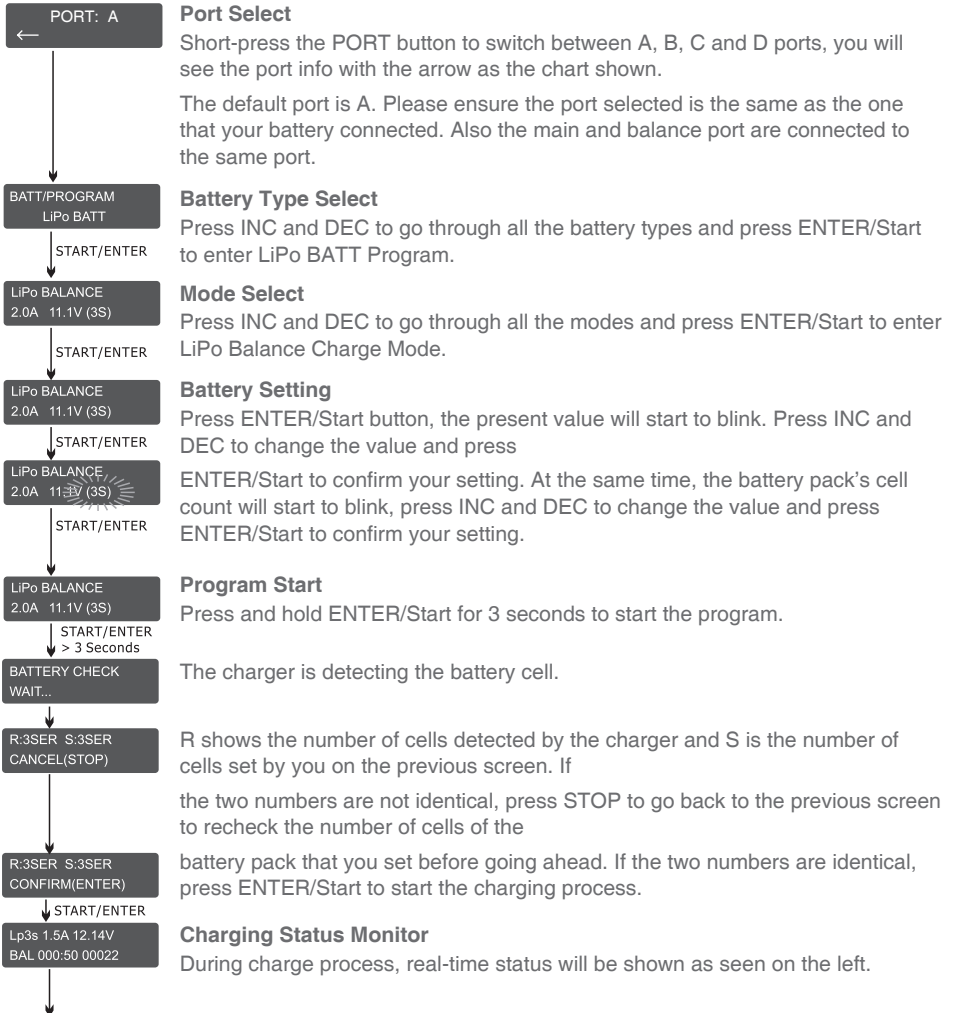 PORT: A
←
Port Select
Short-press the PORT button to switch between A, B, C and D ports, you will
see the port info with the arrow as the chart shown.
The default port is A. Please ensure the port selected is the same as the one
that your battery connected. Also the main and balance port are connected to
the same port.
BATT/PROGRAM
LiPo BATT
START/ENTER
Battery Type Select
Press INC and DEC to go through all the battery types and press ENTER/Start
to enter LiPo BATT Program.
LiPo BALANCE
2.0A 11.1V (3S)
START/ENTER
Mode Select
Press INC and DEC to go through all the modes and press ENTER/Start to enter
LiPo Balance Charge Mode.
LiPo BALANCE
2.0A 11.1V (3S)
START/ENTER
LiPo BALANCE
2.0A 11.1V (3S)
START/ENTER
Battery Setting
Press ENTER/Start button, the present value will start to blink. Press INC and
DEC to change the value and press
ENTER/Start to confirm your setting. At the same time, the battery pack's cell
count will start to blink, press INC and DEC to change the value and press
ENTER/Start to confirm your setting.
LiPo BALANCE
2.0A 11.1V (3S)
START/ENTER
> 3 Seconds
Program Start
Press and hold ENTER/Start for 3 seconds to start the program.
BATTERY CHECK
WAIT...
The charger is detecting the battery cell.
R:3SER S:3SER
CANCEL(STOP)
R shows the number of cells detected by the charger and S is the number of
cells set by you on the previous screen. If
the two numbers are not identical, press STOP to go back to the previous screen
to recheck the number of cells of the
R:3SER S:3SER
CONFIRM(ENTER)
START/ENTER
battery pack that you set before going ahead. If the two numbers are identical,
press ENTER/Start to start the charging process.
Lp3s 1.5A 12.14V
BAL 000:50 00022
Charging Status Monitor
During charge process, real-time status will be shown as seen on the left.